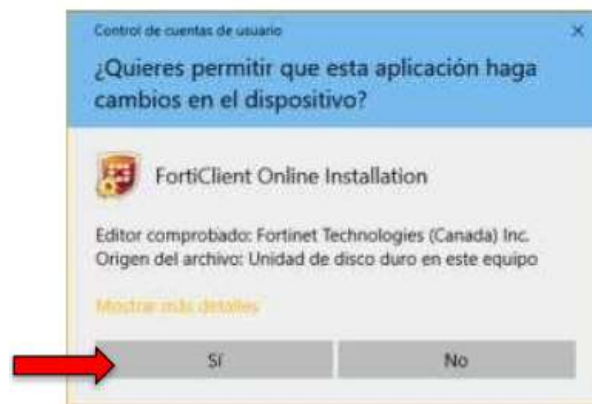 Control de cuentas de usuario
¿Quieres permitir que esta aplicación haga
cambios en el dispositivo?
FortiClient Online Installation
Editor comprobado: Fortinet Technologies (Canada) Inc.
Origen del archivo: Unidad de disco duro en este equipo
Mostrar más detalles
Sí
No